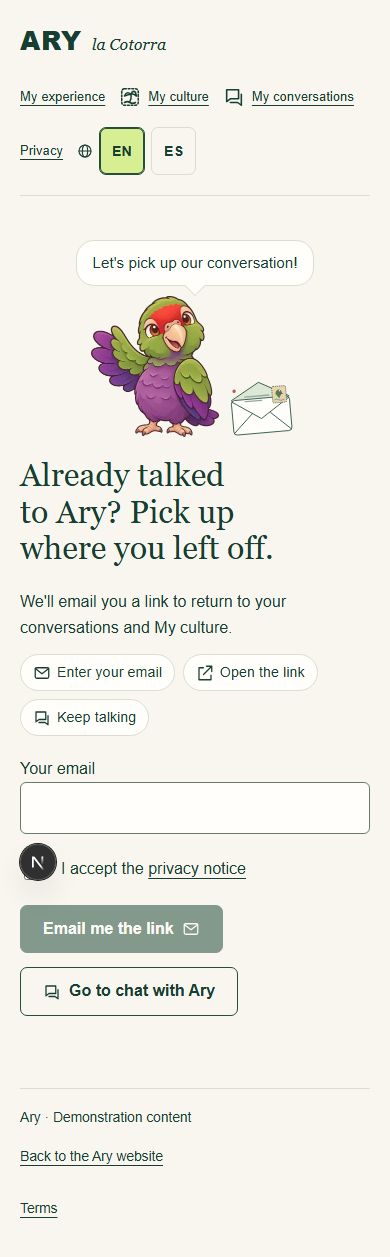 ARY la Cotorra
My experience My culture My conversations
Privacy EN ES
Let's pick up our conversation!
Already talked
to Ary? Pick up
where you left off.
We'll email you a link to return to your
conversations and My culture.
Enter your email Open the link
Keep talking
Your email
N I accept the privacy notice
Email me the link
Go to chat with Ary
Ary · Demonstration content
Back to the Ary website
Terms